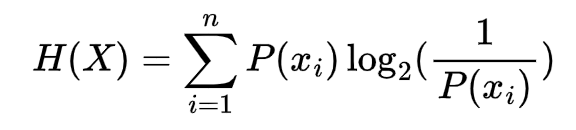 H(X) = \sum_{i=1}^{n} P(x_i) \log_2(\frac{1}{P(x_i)})